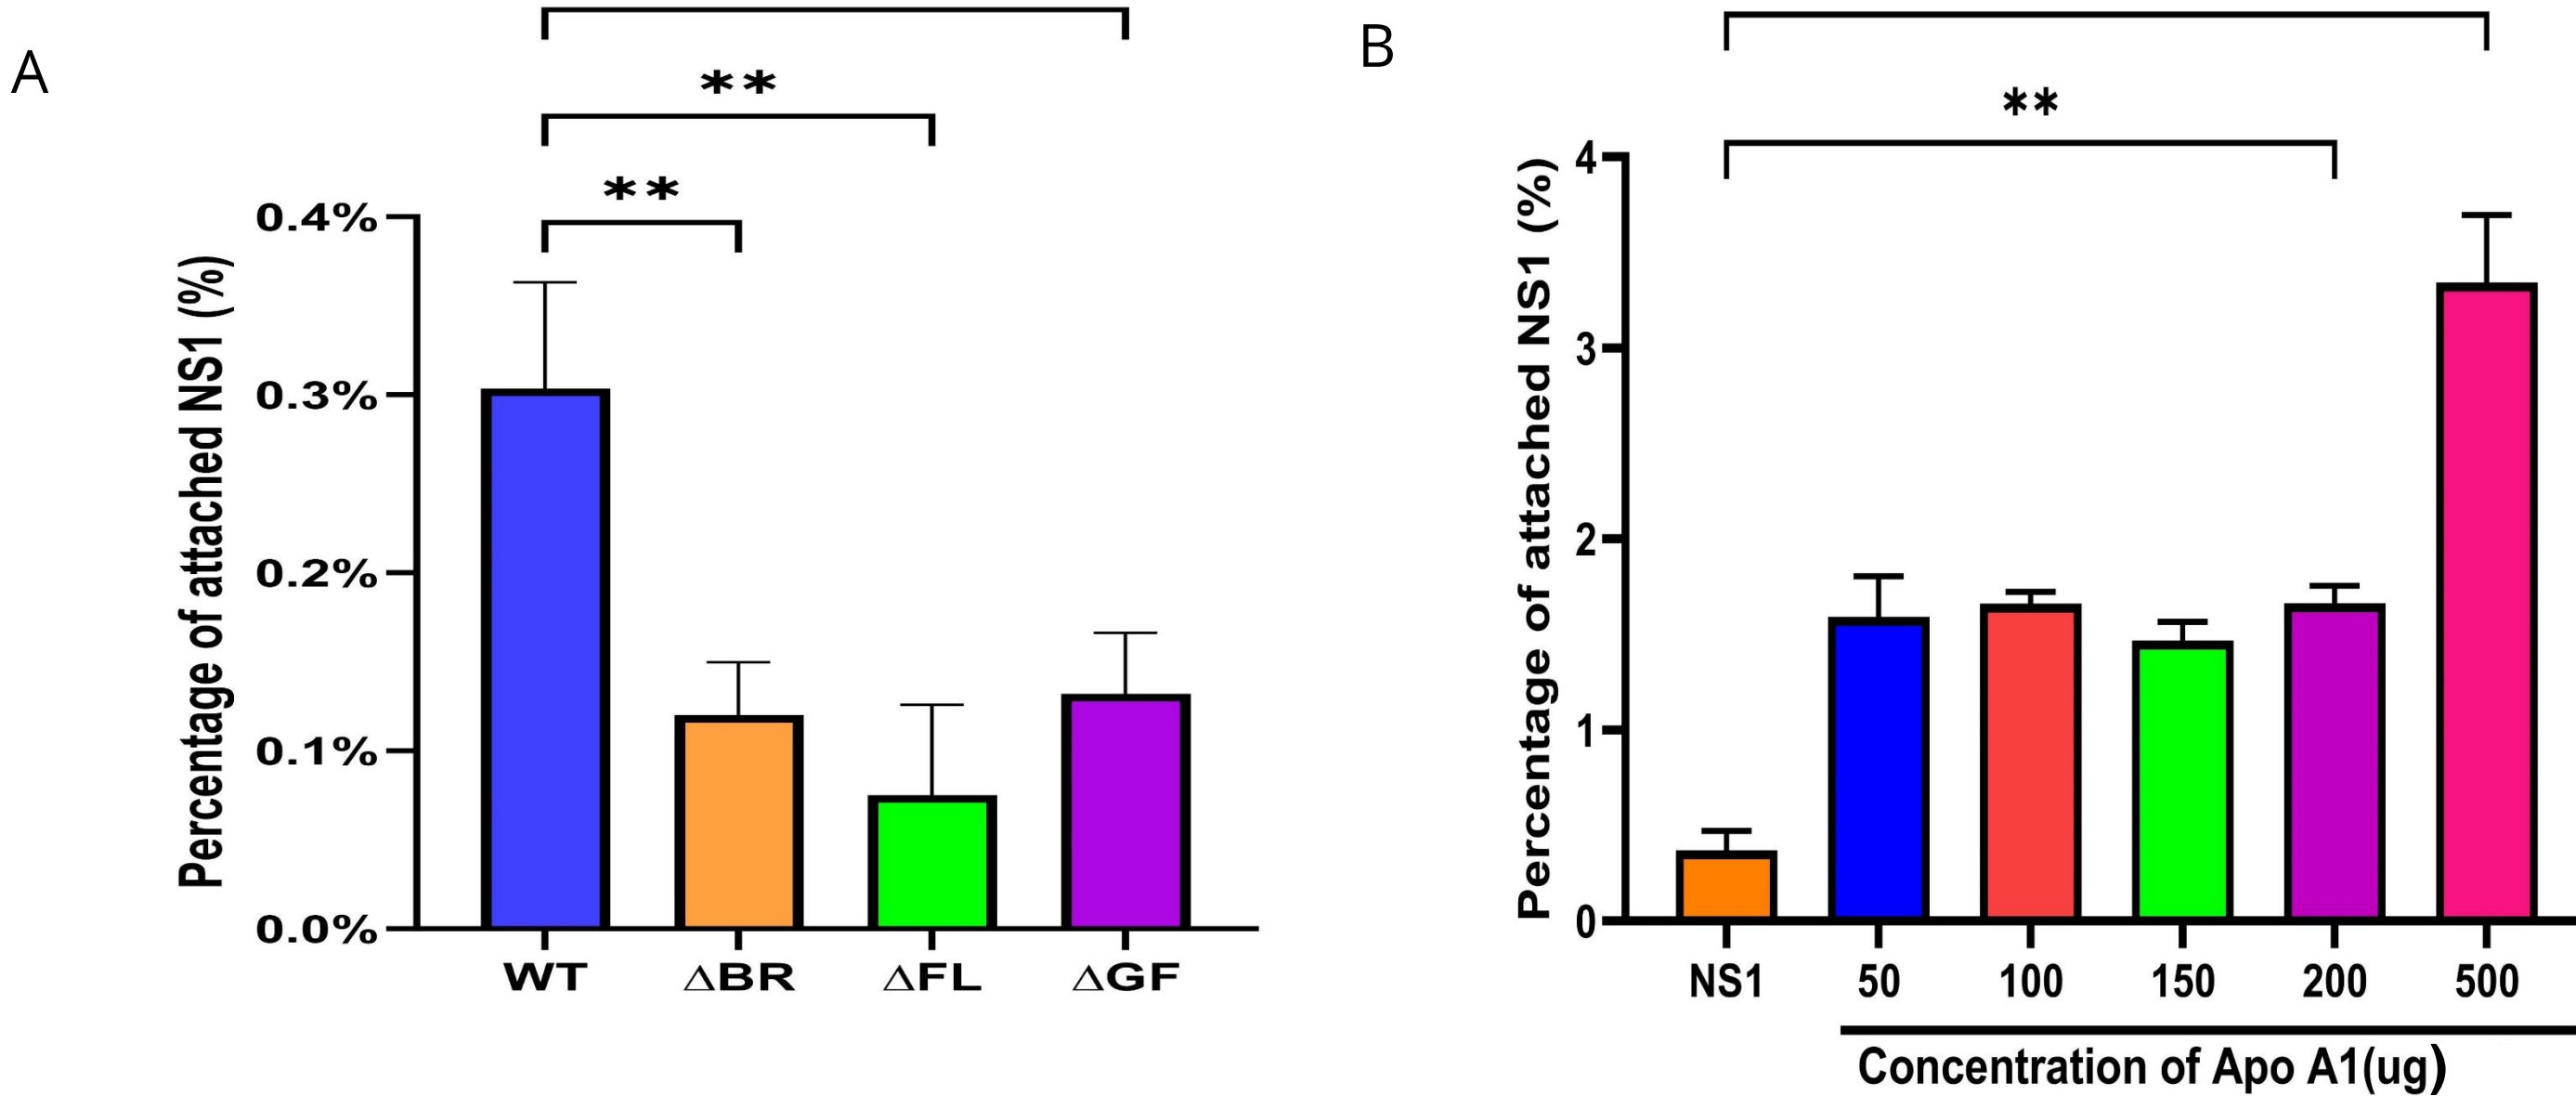 A
**
**
0.4%
0.3%
0.2%
0.1%
0.0%
Percentage of attached NS1 (%)
WT ΔBR ΔFL ΔGF
B
**
4
3
2
1
0
Percentage of attached NS1 (%)
NS1 50 100 150 200 500
Concentration of Apo A1(ug)